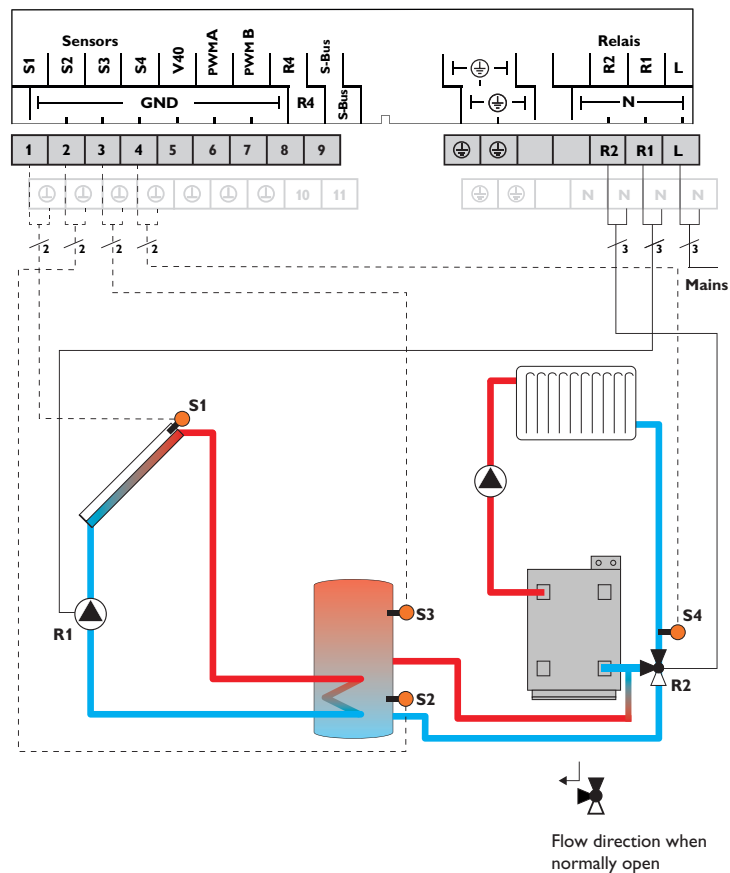 Sensors
Relais
S1 S2 S3 S4 V40 PWMA PWMB R4 S-Bus
R2 R1 L
GND R4 S-Bus
N
1 2 3 4 5 6 7 8 9
R2 R1 L
10 11
N N N
2 2 2 2
3 3 3
Mains
S1
S3
R1
S4
S2
R2
Flow direction when
normally open